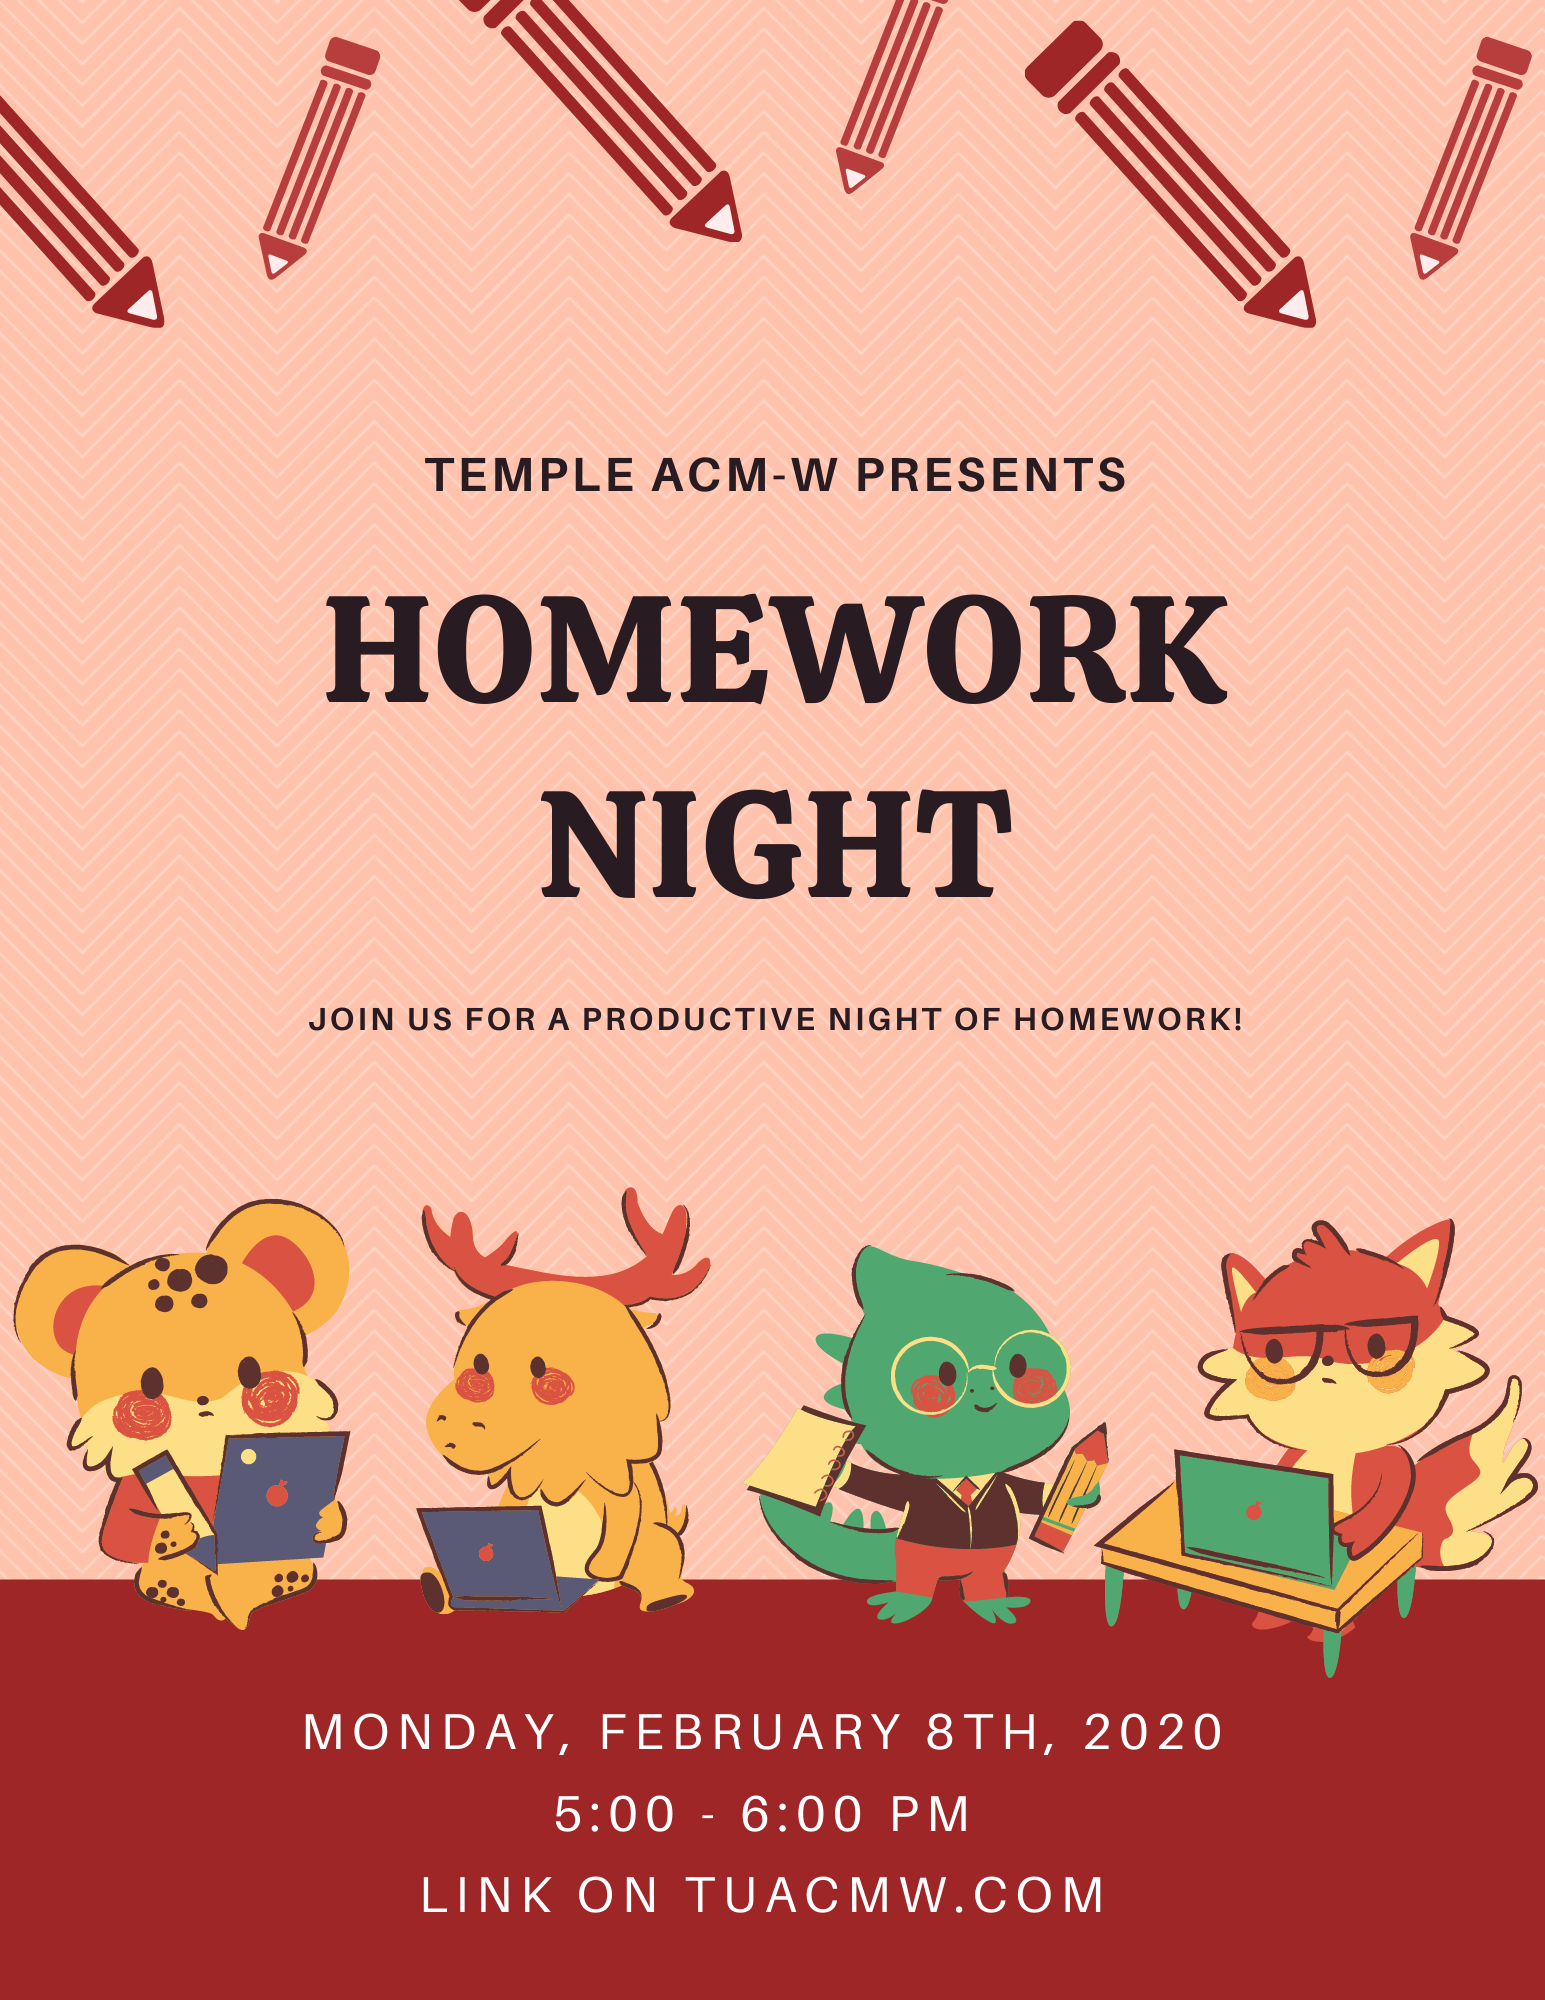 TEMPLE ACM-W PRESENTS
HOMEWORK
NIGHT
JOIN US FOR A PRODUCTIVE NIGHT OF HOMEWORK!
MONDAY, FEBRUARY 8TH, 2020
5:00 - 6:00 PM
LINK ON TUACMW.COM